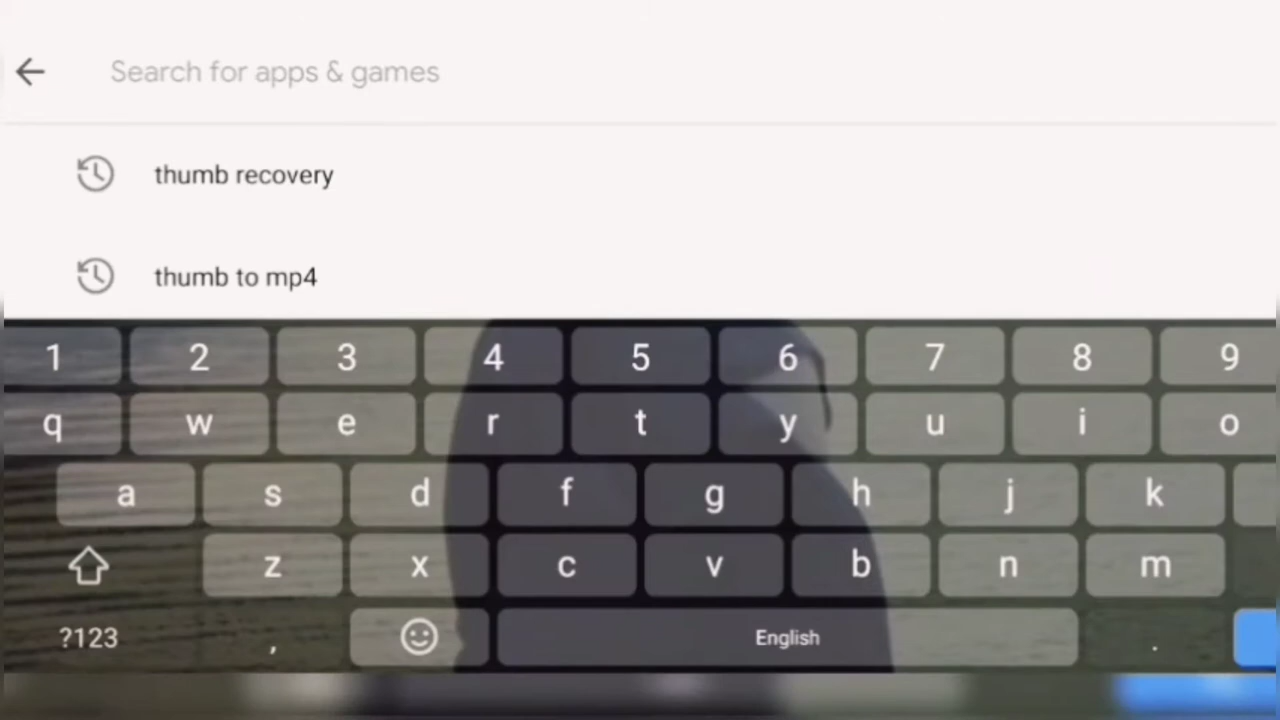 Search for apps & games
thumb recovery
thumb to mp4
1 2 3 4 5 6 7 8 9
q w e r t y u i o
a s d f g h j k
z x c v b n m
?123 , English .